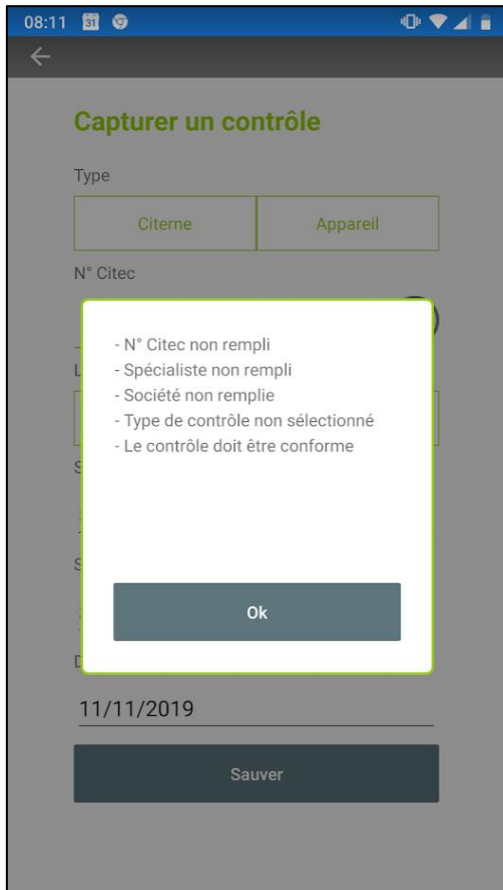 08:11 31
Capturer un contrôle
Type
Citerne Appareil
N° Citec
- N° Citec non rempli
- Spécialiste non rempli
- Société non remplie
- Type de contrôle non sélectionné
- Le contrôle doit être conforme
Ok
11/11/2019
Sauver